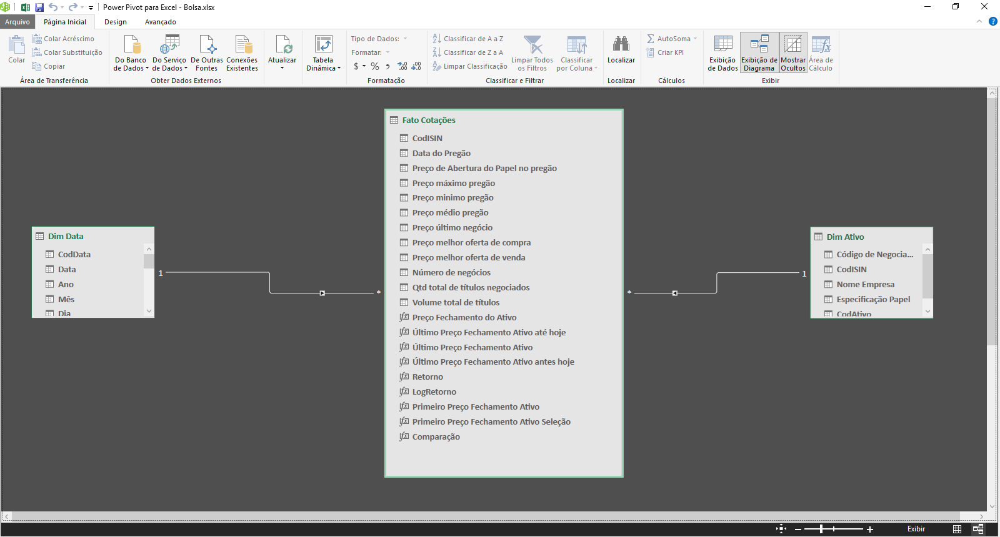 Power Pivot para Excel - Bolsa.xlsx
Arquivo
Página Inicial
Design
Avançado
Colar
Colar Acréscimo
Colar Substituição
Copiar
Área de Transferência
Do Banco de Dados
Do Serviço de Dados
De Outras Fontes
Conexões Existentes
Obter Dados Externos
Atualizar
Tabela Dinâmica
Tipo de Dados:
Formatar:
$ % ,
Formatação
Classificar de A a Z
Classificar de Z a A
Limpar Classificação
Limpar Todos os Filtros
Classificar por Coluna
Classificar e Filtrar
Localizar
Localizar
AutoSoma
Criar KPI
Cálculos
Exibição de Dados
Exibição de Diagrama
Mostrar Ocultos
Área de Cálculo
Exibir
Dim Data
CodData
Data
Ano
Mês
Dia
1
*
Fato Cotações
CodISIN
Data do Pregão
Preço de Abertura do Papel no pregão
Preço máximo pregão
Preço minimo pregão
Preço médio pregão
Preço último negócio
Preço melhor oferta de compra
Preço melhor oferta de venda
Número de negócios
Qtd total de títulos negociados
Volume total de títulos
Preço Fechamento do Ativo
Último Preço Fechamento Ativo até hoje
Último Preço Fechamento Ativo
Último Preço Fechamento Ativo antes hoje
Retorno
LogRetorno
Primeiro Preço Fechamento Ativo
Primeiro Preço Fechamento Ativo Seleção
Comparação
*
1
Dim Ativo
Código de Negocia...
CodISIN
Nome Empresa
Especificação Papel
CodAtivo
Exibir